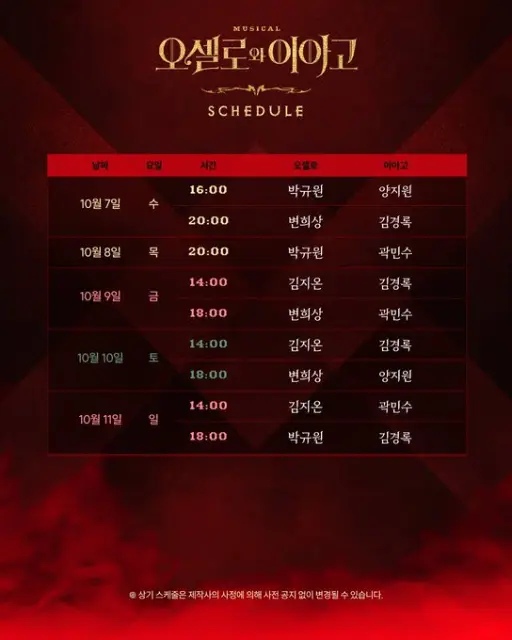 MUSICAL
오셀로와 이아고
SCHEDULE
날짜 요일 시간 오셀로 이아고
10월 7일 수 16:00 박규원 양지원
20:00 변희상 김경록
10월 8일 목 20:00 박규원 곽민수
10월 9일 금 14:00 김지온 김경록
18:00 변희상 곽민수
10월 10일 토 14:00 김지온 김경록
18:00 변희상 양지원
10월 11일 일 14:00 김지온 곽민수
18:00 박규원 김경록
※ 상기 스케줄은 제작사의 사정에 의해 사전 공지 없이 변경될 수 있습니다.